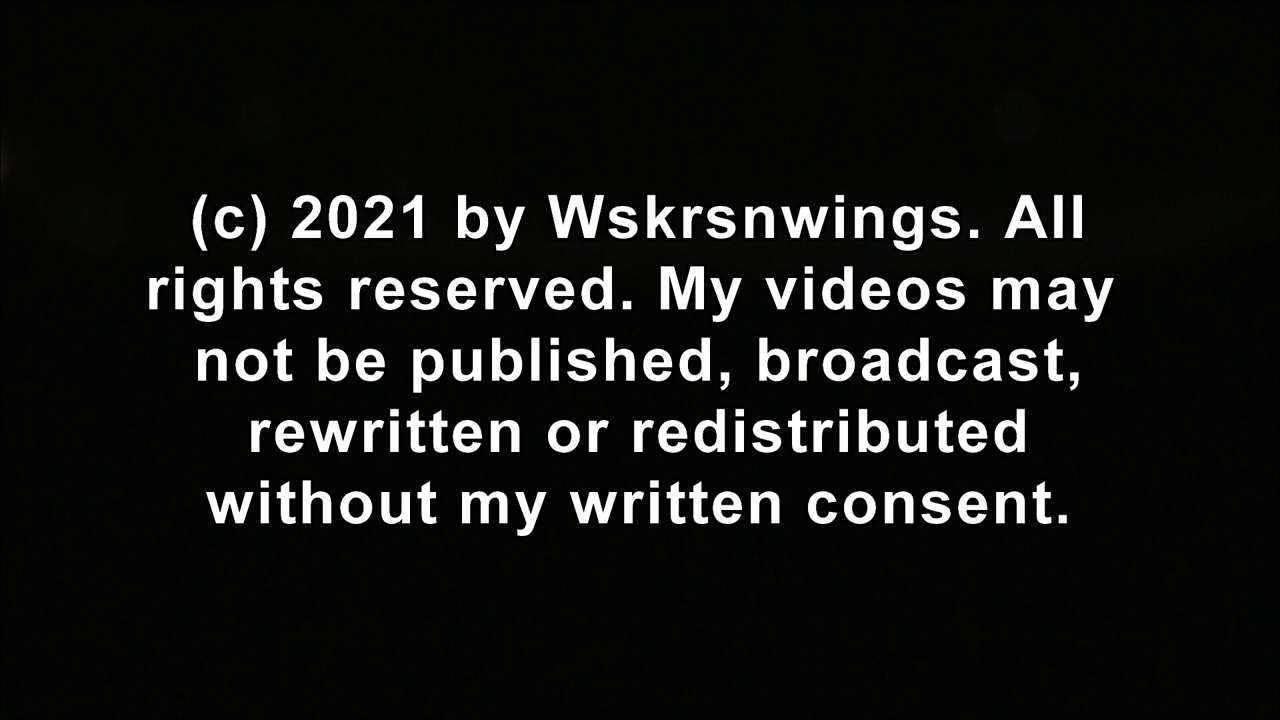 (c) 2021 by Wskrsnwings. All
rights reserved. My videos may
not be published, broadcast,
rewritten or redistributed
without my written consent.